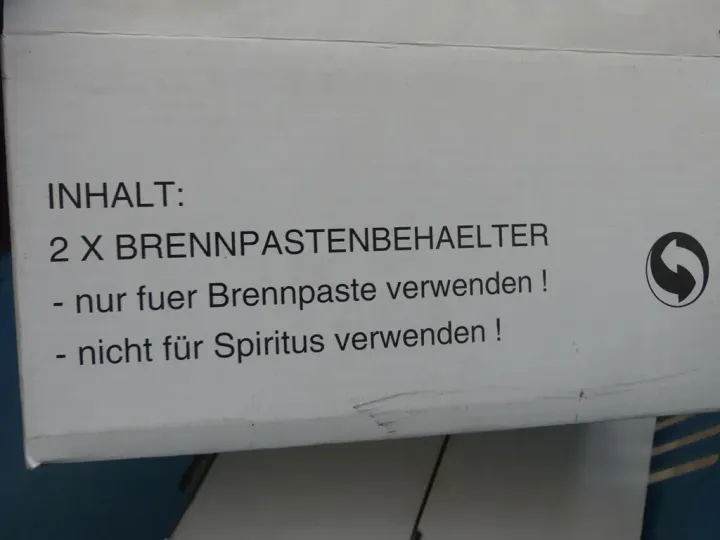 INHALT:
2 X BRENNPASTENBEHAELTER
- nur fuer Brennpaste verwenden !
- nicht für Spiritus verwenden !